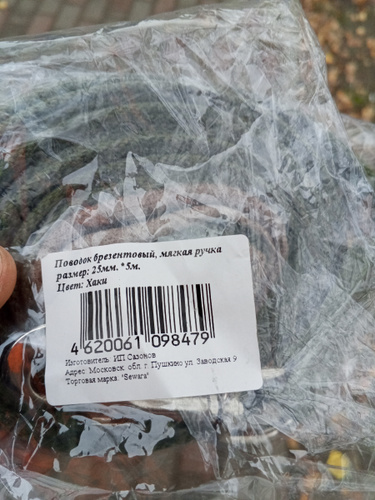 Поводок брезентовый, мягкая ручка
размер: 25мм. *5м.
Цвет: Хаки
4 620061 098479
Изготовитель: ИП Сазонов
Адрес: Московск. обл. г. Пушкино ул. Заводская 9
Торговая марка: "Sewara"